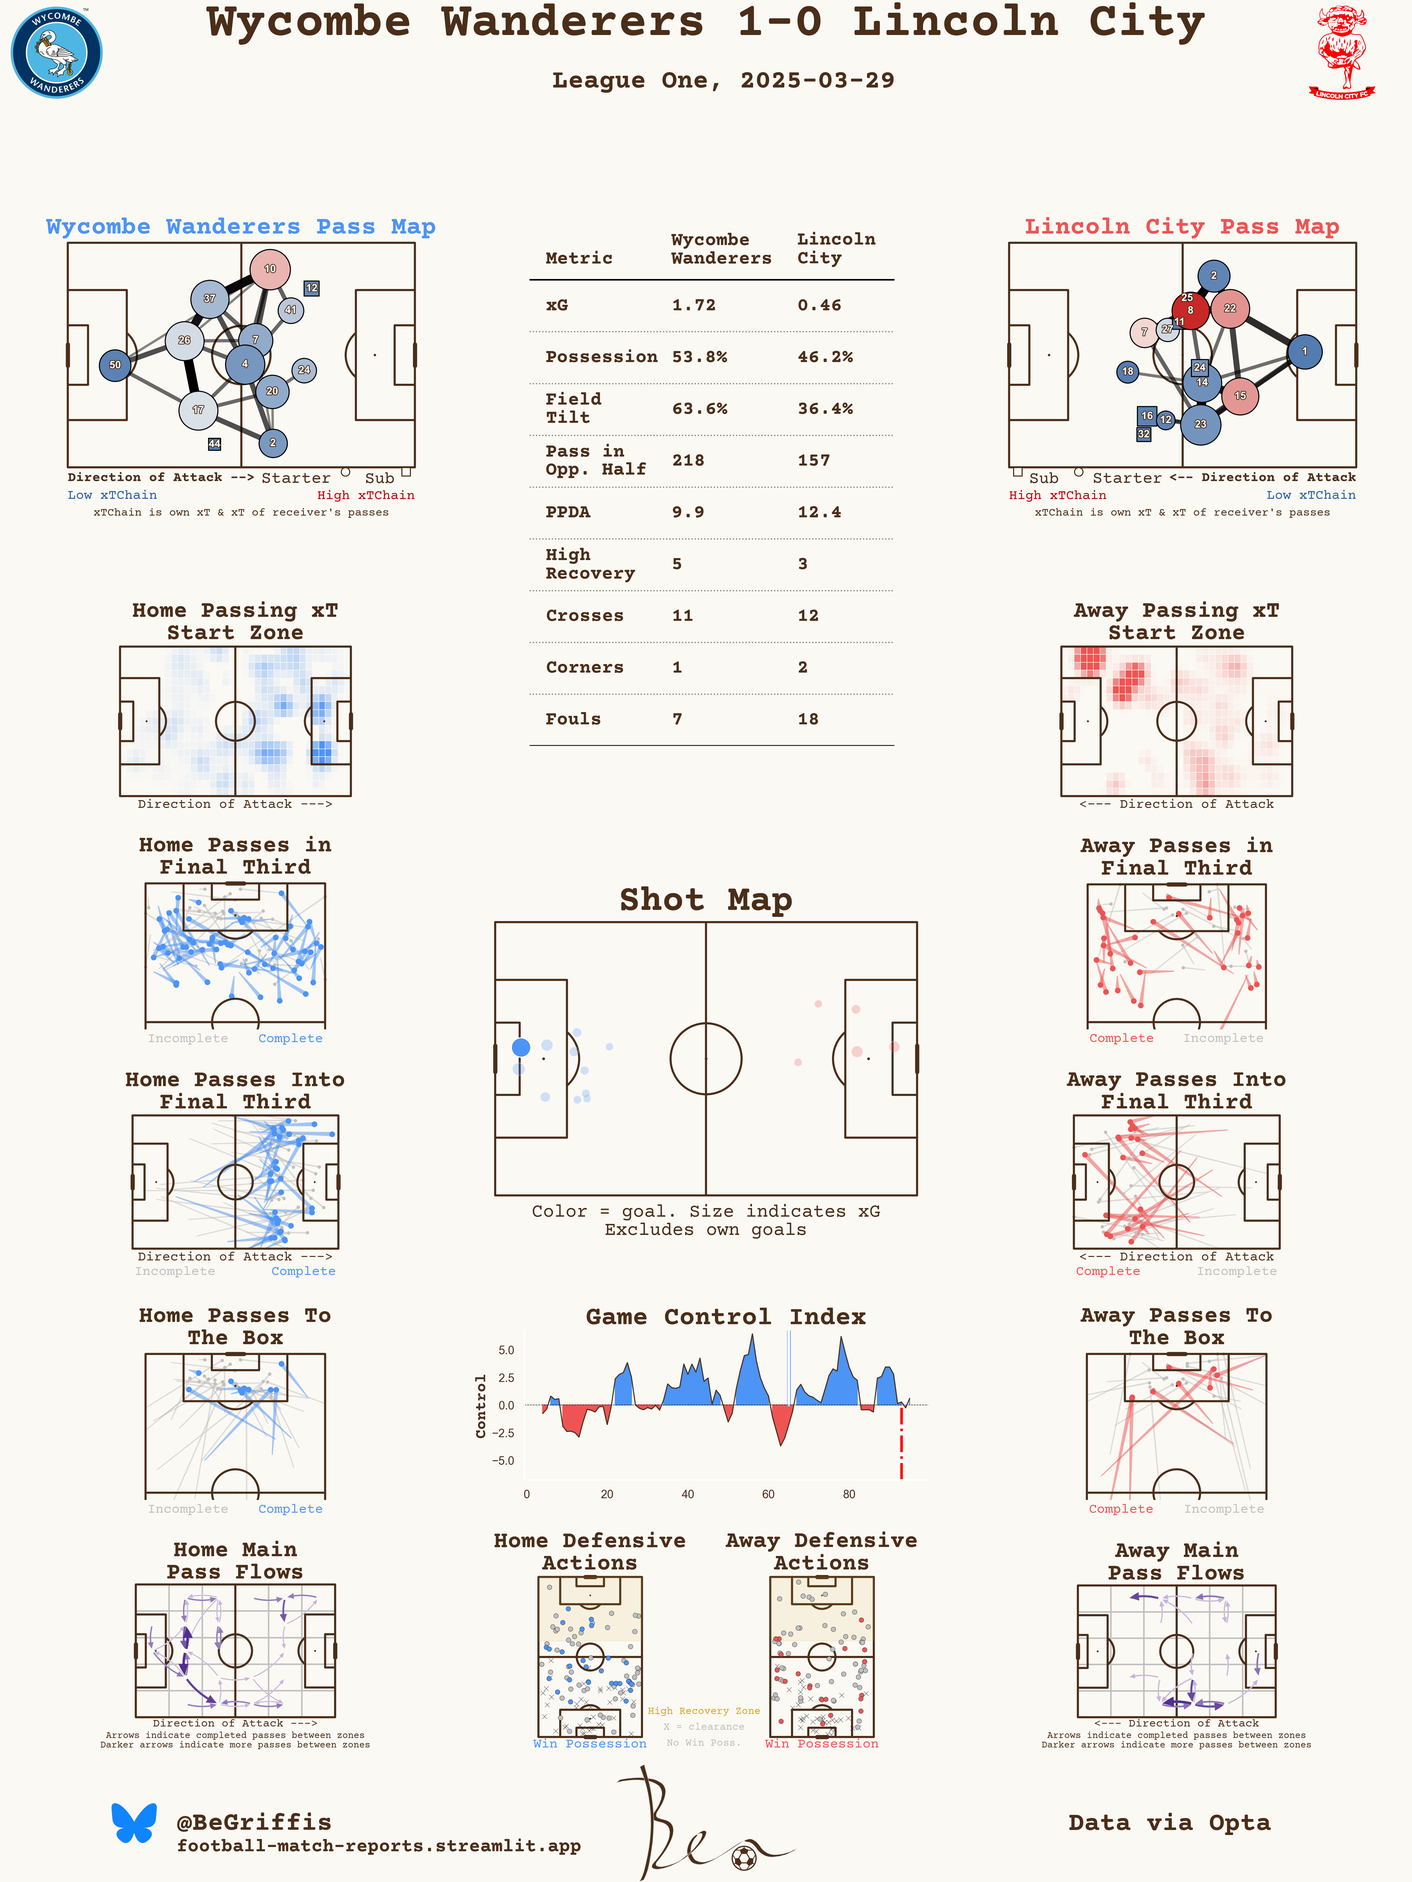 Wycombe Wanderers 1-0 Lincoln City
League One, 2025-03-29
WYCOMBE
WANDERERS
TM
LINCOLN CITY FC
Wycombe Wanderers Pass Map
10
12
37
41
26
7
50
4
24
20
17
44
2
Direction of Attack --> Starter Sub
Low xTChain High xTChain
xTChain is own xT & xT of receiver's passes
Metric Wycombe Wanderers Lincoln City
xG 1.72 0.46
Possession 53.8% 46.2%
Field Tilt 63.6% 36.4%
Pass in Opp. Half 218 157
PPDA 9.9 12.4
High Recovery 5 3
Crosses 11 12
Corners 1 2
Fouls 7 18
Lincoln City Pass Map
2
25
8
22
11
7
27
1
24
18
14
15
16
12
23
32
Sub Starter <-- Direction of Attack
High xTChain Low xTChain
xTChain is own xT & xT of receiver's passes
Home Passing xT
Start Zone
Direction of Attack --->
Away Passing xT
Start Zone
<--- Direction of Attack
Home Passes in
Final Third
Incomplete Complete
Away Passes in
Final Third
Complete Incomplete
Shot Map
Color = goal. Size indicates xG
Excludes own goals
Home Passes Into
Final Third
Direction of Attack --->
Incomplete Complete
Away Passes Into
Final Third
<--- Direction of Attack
Complete Incomplete
Home Passes To
The Box
Incomplete Complete
Game Control Index
Control
5.0
2.5
0.0
−2.5
−5.0
0 20 40 60 80
Away Passes To
The Box
Complete Incomplete
Home Main
Pass Flows
Direction of Attack --->
Arrows indicate completed passes between zones
Darker arrows indicate more passes between zones
Home Defensive
Actions
Win Possession
High Recovery Zone
X = clearance
No Win Poss.
Away Defensive
Actions
Win Possession
Away Main
Pass Flows
<--- Direction of Attack
Arrows indicate completed passes between zones
Darker arrows indicate more passes between zones
@BeGriffis
football-match-reports.streamlit.app
Ben
Data via Opta